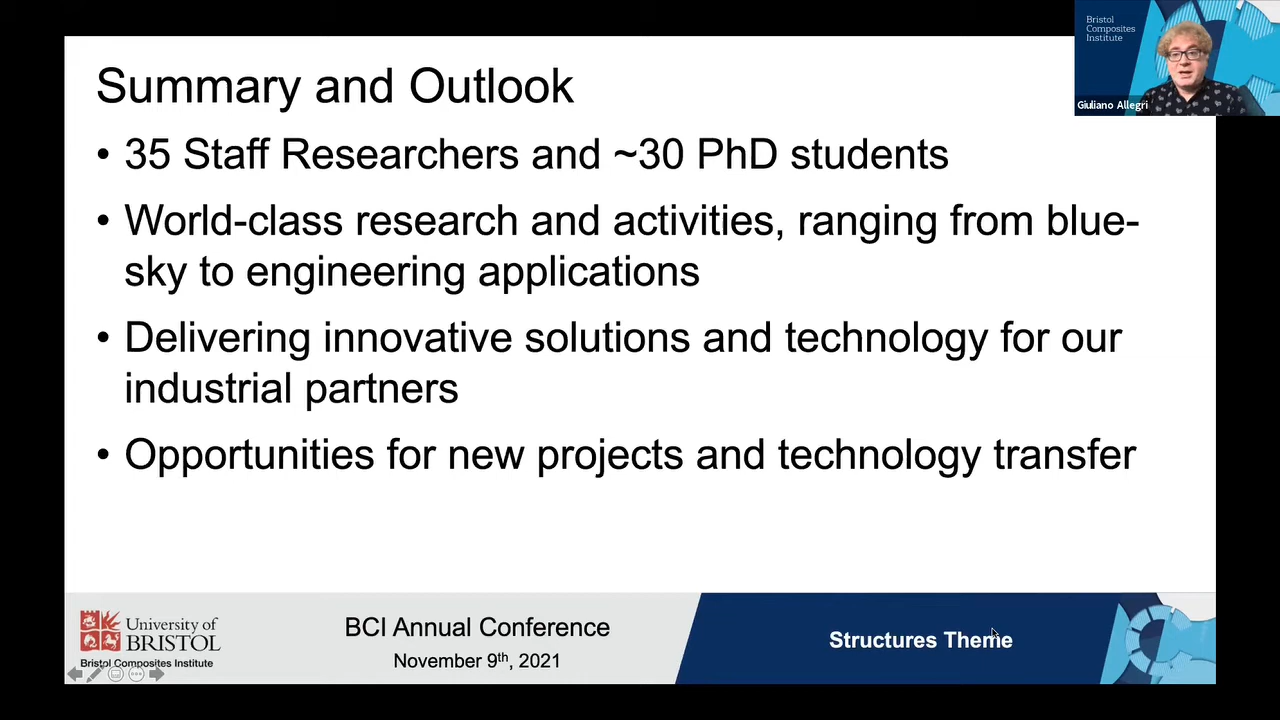 Bristol
Composites
Institute
Giuliano Allegri
Summary and Outlook
• 35 Staff Researchers and ~30 PhD students
• World-class research and activities, ranging from blue-
sky to engineering applications
• Delivering innovative solutions and technology for our
industrial partners
• Opportunities for new projects and technology transfer
University of
BRISTOL
Bristol Composites Institute
BCI Annual Conference
November 9th, 2021
Structures Theme